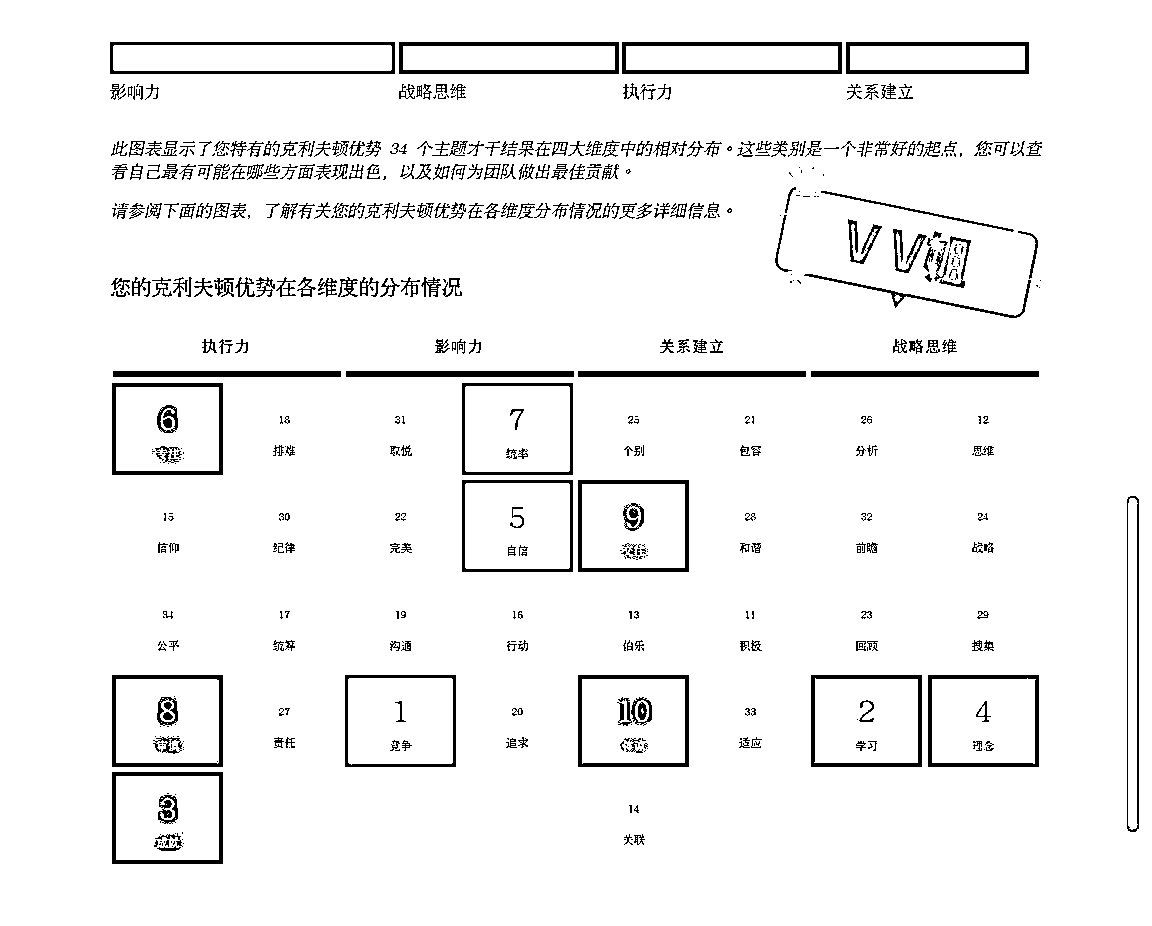 影响力 战略思维 执行力 关系建立
此图表显示了您特有的克利夫顿优势 34 个主题才干结果在四大维度中的相对分布。这些类别是一个非常好的起点，您可以查
看自己最有可能在哪些方面表现出色，以及如何为团队做出最佳贡献。
请参阅下面的图表，了解有关您的克利夫顿优势在各维度分布情况的更多详细信息。
您的克利夫顿优势在各维度的分布情况
执行力 影响力 关系建立 战略思维
6 18 31 7 25 21 26 12
专注 排难 取悦 统率 个别 包容 分析 思维
15 30 22 5 9 28 32 24
信仰 纪律 完美 自信 和谐 前瞻 战略
34 17 19 16 13 11 23 29
公平 统筹 沟通 行动 伯乐 积极 回顾 搜集
8 27 1 20 10 33 2 4
审慎 责任 竞争 追求 体谅 适应 学习 理念
3 14
成就 关联